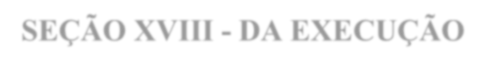 SEÇÃO XVIII - DA EXECUÇÃO